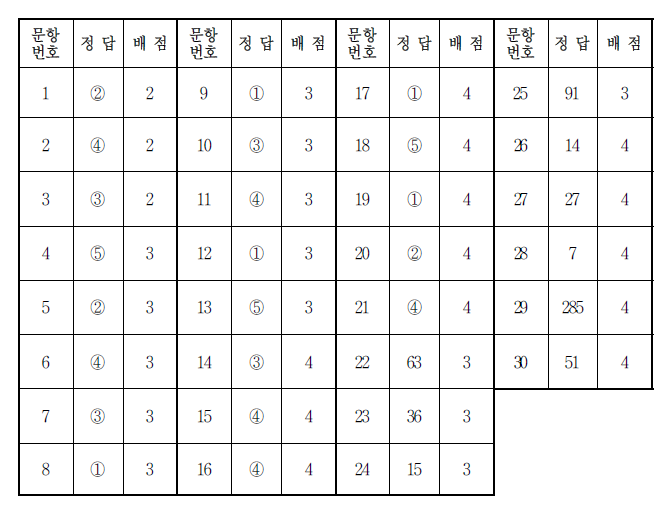 문항번호 정 답 배 점 문항번호 정 답 배 점 문항번호 정 답 배 점 문항번호 정 답 배 점
1 ② 2 9 ① 3 17 ① 4 25 91 3
2 ④ 2 10 ③ 3 18 ⑤ 4 26 14 4
3 ③ 2 11 ④ 3 19 ① 4 27 27 4
4 ⑤ 3 12 ① 3 20 ② 4 28 7 4
5 ② 3 13 ⑤ 3 21 ④ 4 29 285 4
6 ④ 3 14 ③ 4 22 63 3 30 51 4
7 ③ 3 15 ④ 4 23 36 3
8 ① 3 16 ④ 4 24 15 3